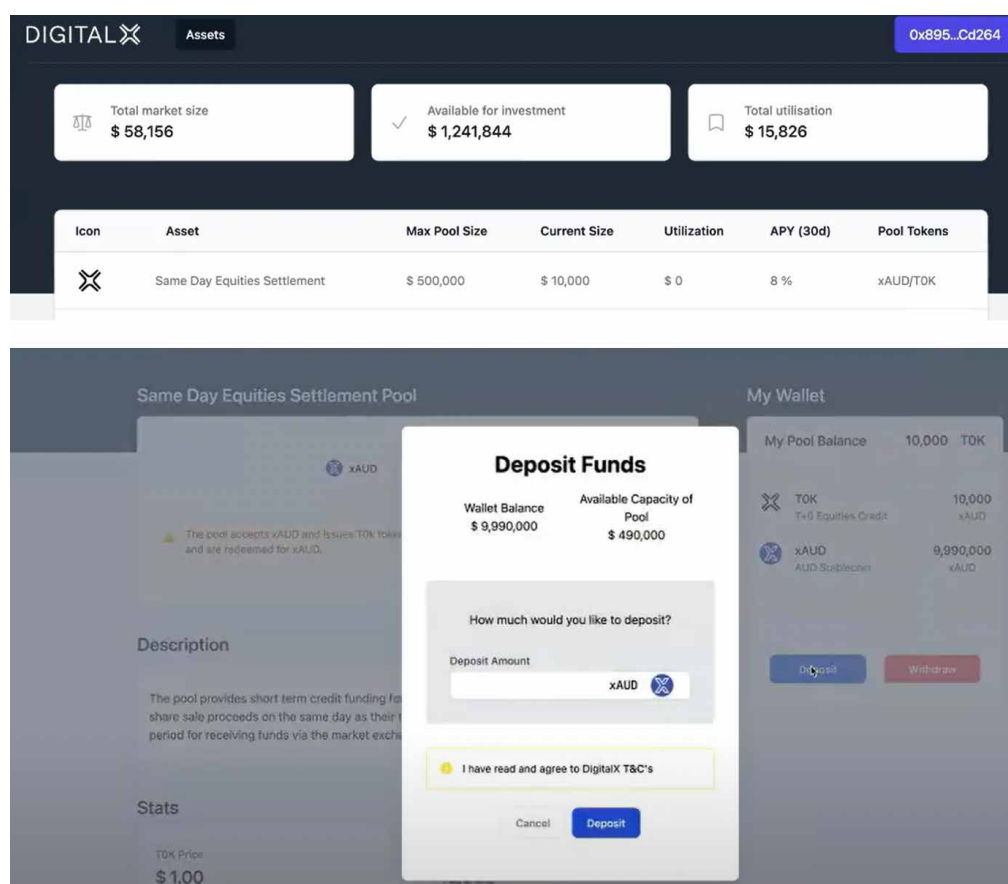 DIGITALX
Assets
0x895...Cd264
Total market size
$ 58,156
Available for investment
$ 1,241,844
Total utilisation
$ 15,826
Icon Asset Max Pool Size Current Size Utilization APY (30d) Pool Tokens
Same Day Equities Settlement $ 500,000 $ 10,000 $ 0 8 % xAUD/T0K
Same Day Equities Settlement Pool
xAUD
The pool accepts xAUD and issues T0K
and are redeemed for xAUD.
Description
The pool provides short term credit funding
share sale proceeds on the same day as their
period for receiving funds via the market
Stats
T0K Price
$ 1.00
Deposit Funds
Wallet Balance
$ 9,990,000
Available Capacity of
Pool
$ 490,000
How much would you like to deposit?
Deposit Amount
xAUD
I have read and agree to DigitalX T&C's
Cancel Deposit
My Wallet
My Pool Balance 10,000 T0K
T0K 10,000
T+0 Equities Credit xAUD
xAUD 9,990,000
AUD Stablecoin xAUD
Deposit Withdraw